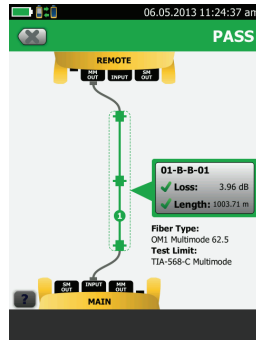 06.05.2013 11:24:37 am
PASS
REMOTE
MM OUT INPUT SM OUT
01-B-B-01
Loss: 3.96 dB
Length: 1003.71 m
1
Fiber Type:
OM1 Multimode 62.5
Test Limit:
TIA-568-C Multimode
SM OUT INPUT MM OUT
MAIN
?